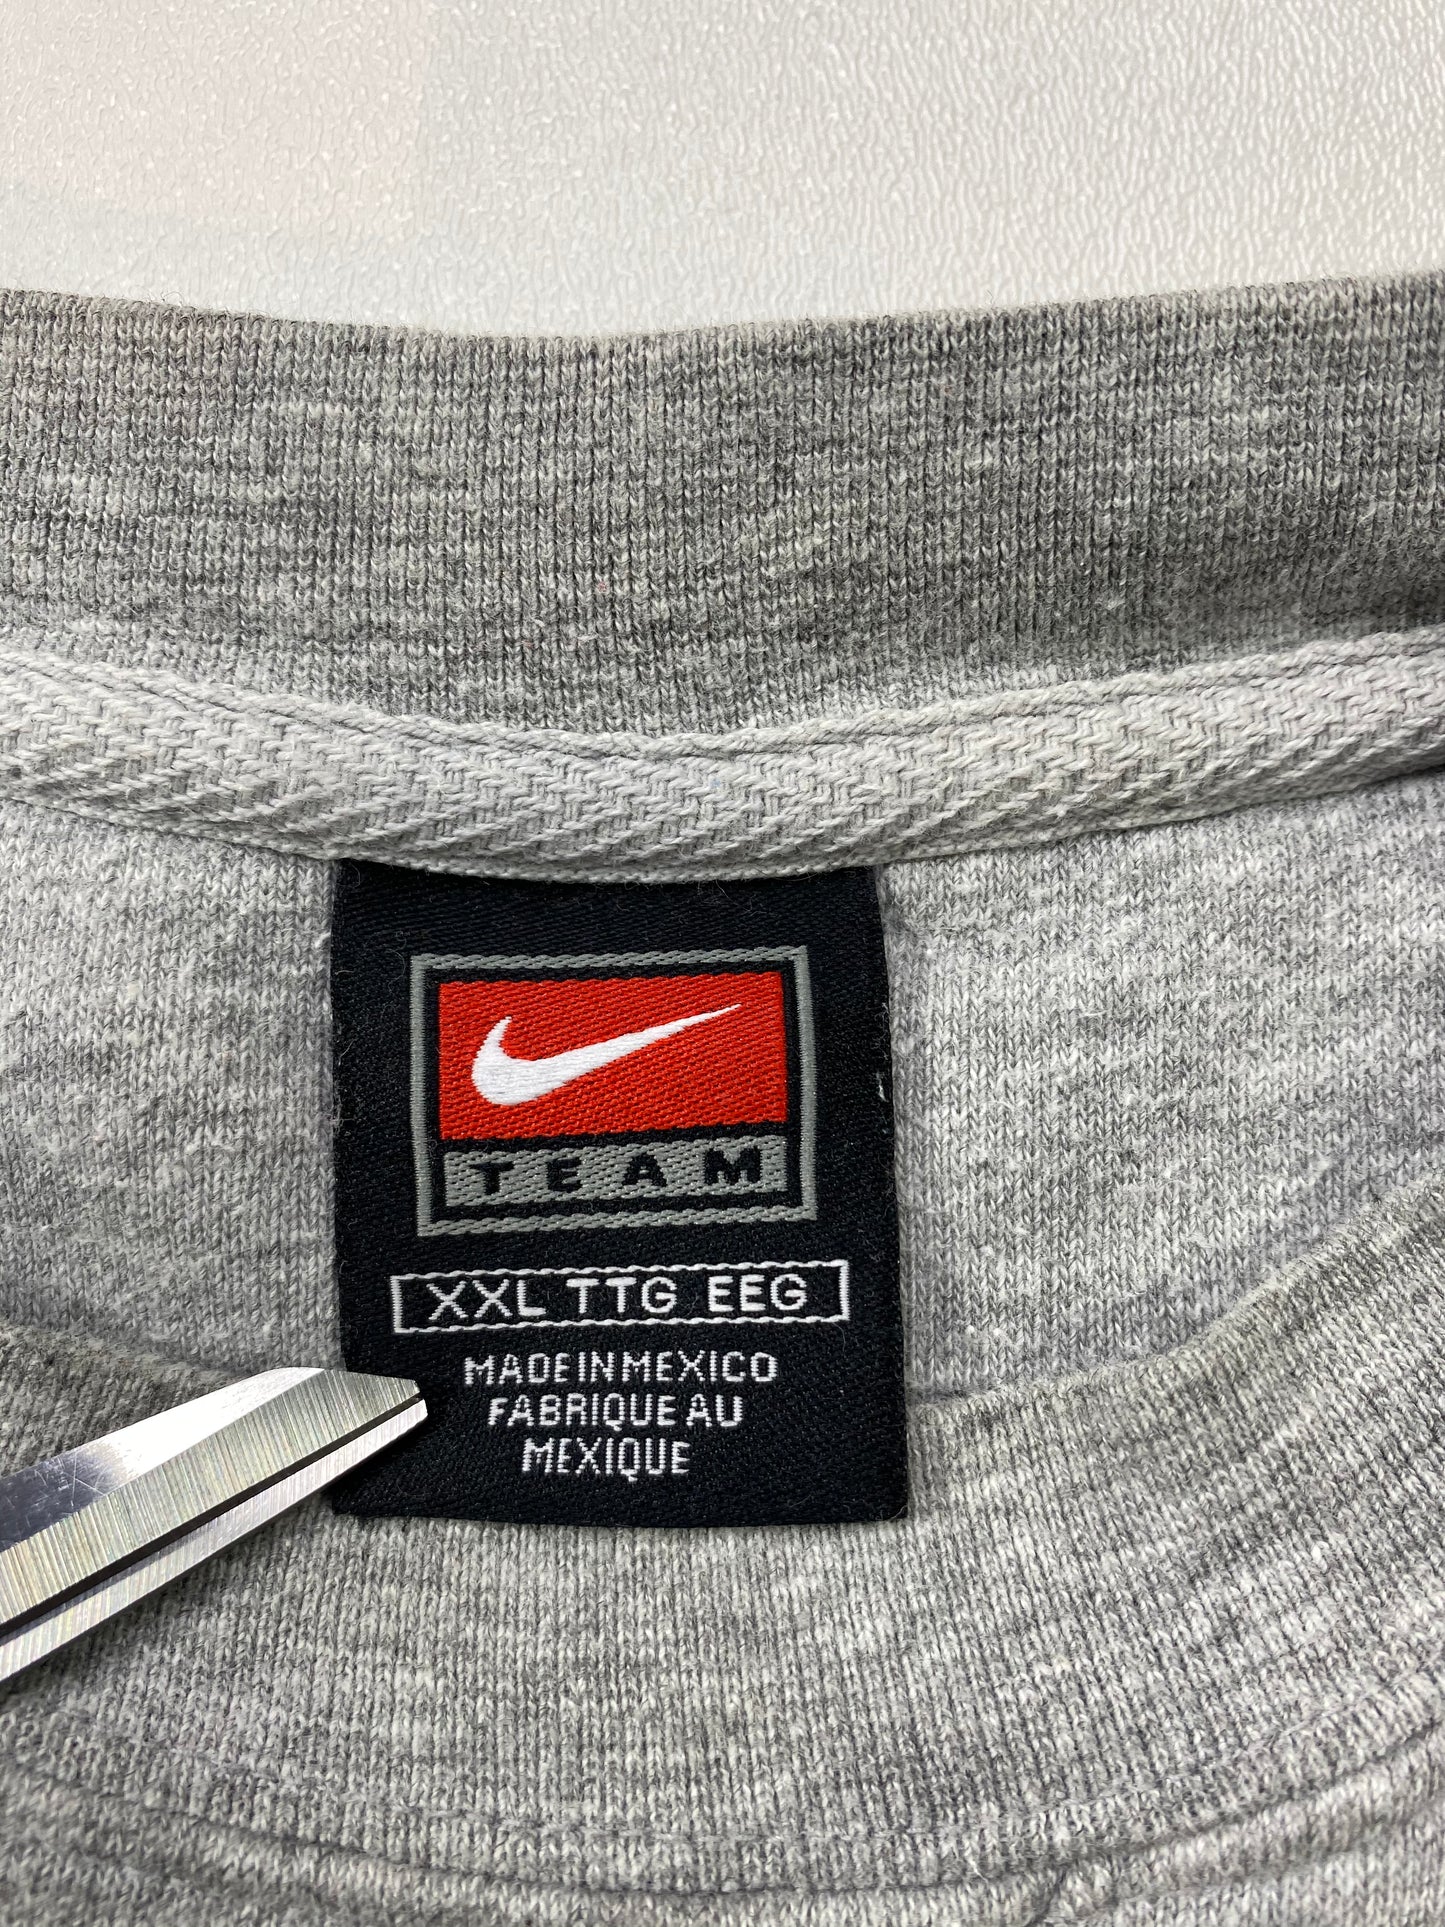 TEAM
XXL TTG EEG
MADE IN MEXICO
FABRIQUE AU
MEXIQUE